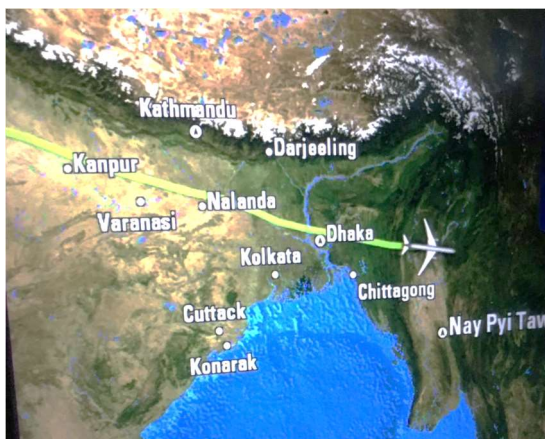 Kathmandu
Darjeeling
Kanpur
Varanasi
Nalanda
Dhaka
Kolkata
Chittagong
Cuttack
Nay Pyi Taw
Konarak